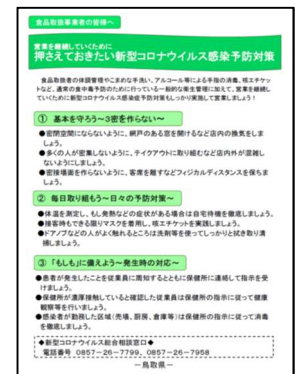 食品取扱事業者の皆様へ
営業を継続していくために
押さえておきたい新型コロナウイルス感染予防対策
食品取扱者の体調管理やこまめな手洗い、アルコール等による手指の消毒、咳エチケッ
トなど、通常の食中毒予防のために行っている一般的な衛生管理に加えて、営業を継続し
ていくために新型コロナウイルス感染症予防対策もしっかり実施して営業しましょう！
① 基本を守ろう～3密を作らない～
●密閉空間にならないように、網戸のある窓を開けるなど店内の換気をしま
しょう。
●多くの人が密集しないように、テイクアウトに取り組むなど店内外が混雑し
ないようにしましょう。
●密接場面を作らないように、客席を離すなどフィジカルディスタンスを保ちま
しょう。
② 毎日取り組もう～日々の予防対策～
●体温を測定し、もし発熱などの症状がある場合は自宅待機を徹底しましょう。
●接客時もできる限りマスクを着用し、咳エチケットを実践しましょう。
●ドアノブなどの人がよく触れるところは洗剤等を使ってしっかりと拭き取り清
掃しましょう。
③ 「もしも」に備えよう～発生時の対応～
●患者が発生したことを従業員に周知するとともに保健所に連絡して指示を受
けましょう。
●保健所が濃厚接触していると確認した従業員は保健所の指示に従って健康
観察等を行いましょう。
●感染者が勤務した区域（売場、厨房、倉庫等）は保健所の指示に従って消毒
を徹底しましょう。
◆新型コロナウイルス総合相談窓口◆
電話番号 0857－26－7799、0857－26－7958
－鳥取県－